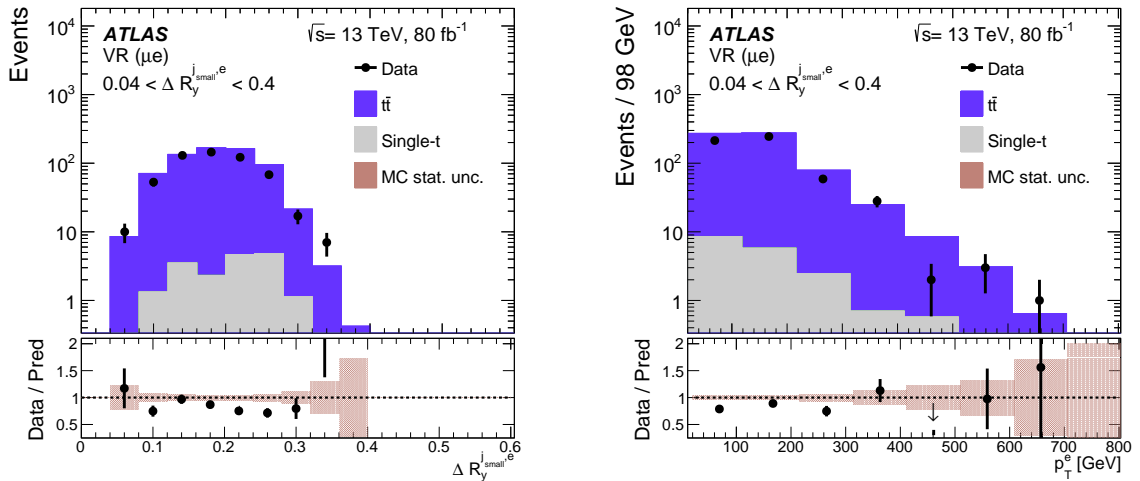 Events
10⁴
10³
10²
10
1
ATLAS
√s= 13 TeV, 80 fb⁻¹
VR (μe)
0.04 < Δ R_y^{j_small,e} < 0.4
Data
tt̄
Single-t
MC stat. unc.
Data / Pred
2
1.5
1
0.5
0 0.1 0.2 0.3 0.4 0.5 0.6
Δ R_y^{j_small,e}
Events / 98 GeV
10⁴
10³
10²
10
1
ATLAS
√s= 13 TeV, 80 fb⁻¹
VR (μe)
0.04 < Δ R_y^{j_small,e} < 0.4
Data
tt̄
Single-t
MC stat. unc.
Data / Pred
2
1.5
1
0.5
100 200 300 400 500 600 700 800
p_T^e [GeV]